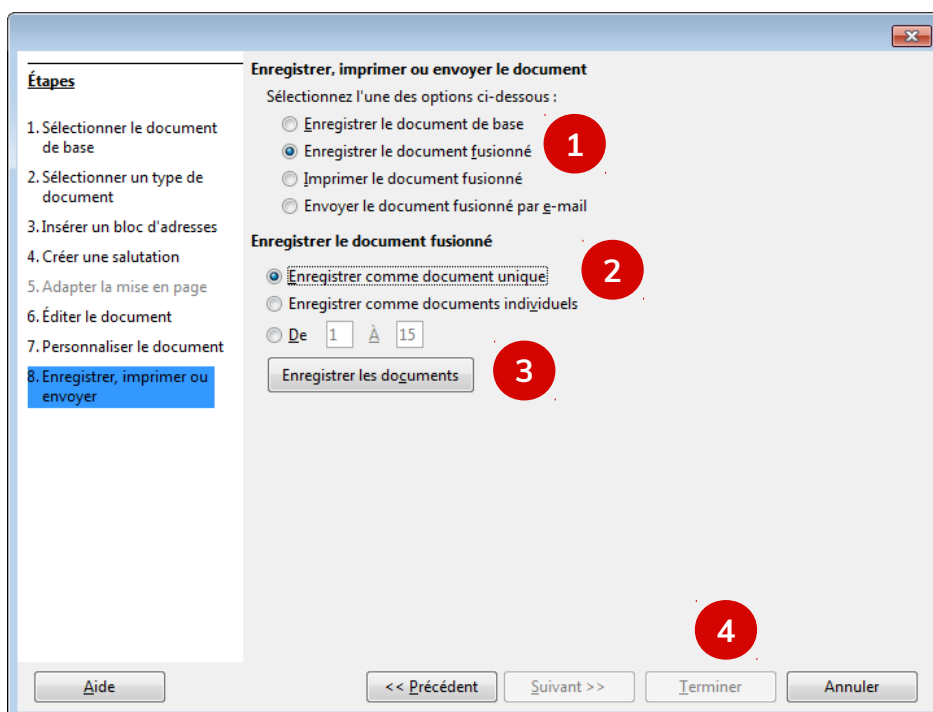 Étapes
1. Sélectionner le document
de base
2. Sélectionner un type de
document
3. Insérer un bloc d'adresses
4. Créer une salutation
5. Adapter la mise en page
6. Éditer le document
7. Personnaliser le document
8. Enregistrer, imprimer ou
envoyer
Enregistrer, imprimer ou envoyer le document
Sélectionnez l'une des options ci-dessous :
Enregistrer le document de base
Enregistrer le document fusionné
1
Imprimer le document fusionné
Envoyer le document fusionné par e-mail
Enregistrer le document fusionné
Enregistrer comme document unique
2
Enregistrer comme documents individuels
De 1 À 15
Enregistrer les documents
3
4
Aide
<< Précédent
Suivant >>
Terminer
Annuler